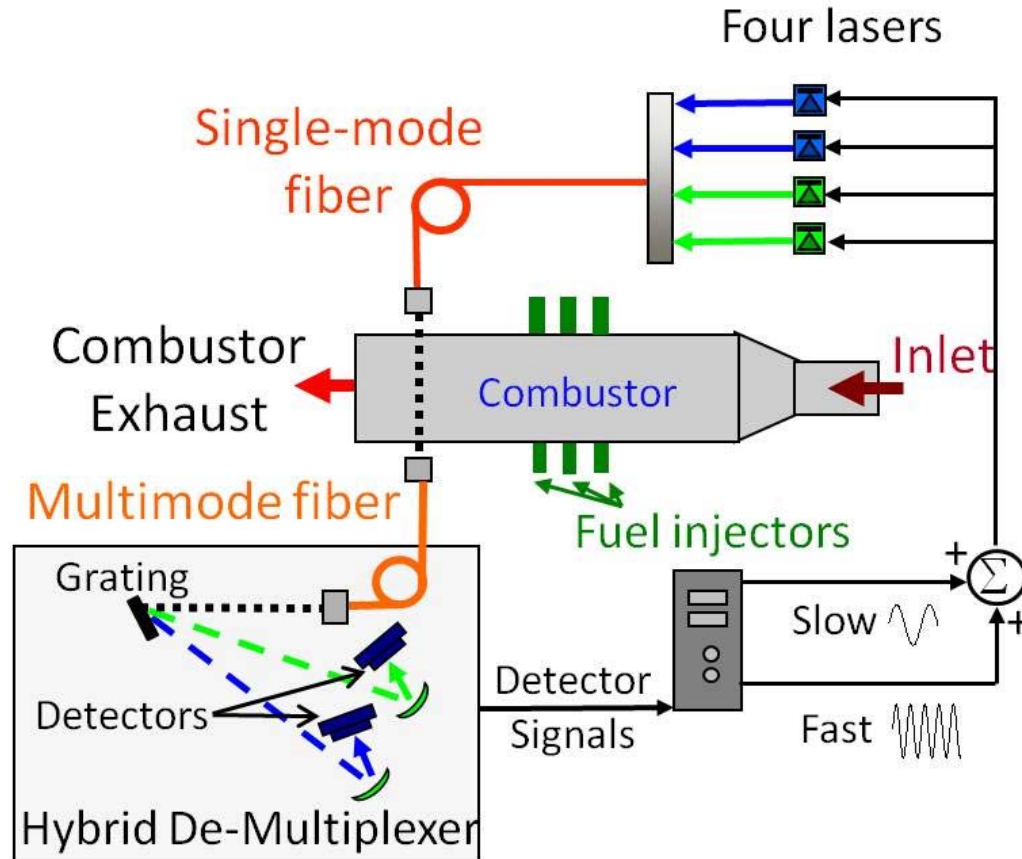 Four lasers
Single-mode
fiber
Combustor
Exhaust
Combustor
Inlet
Multimode fiber
Fuel injectors
Grating
Detectors
Hybrid De-Multiplexer
Detector
Signals
+
Σ
+
Slow
Fast